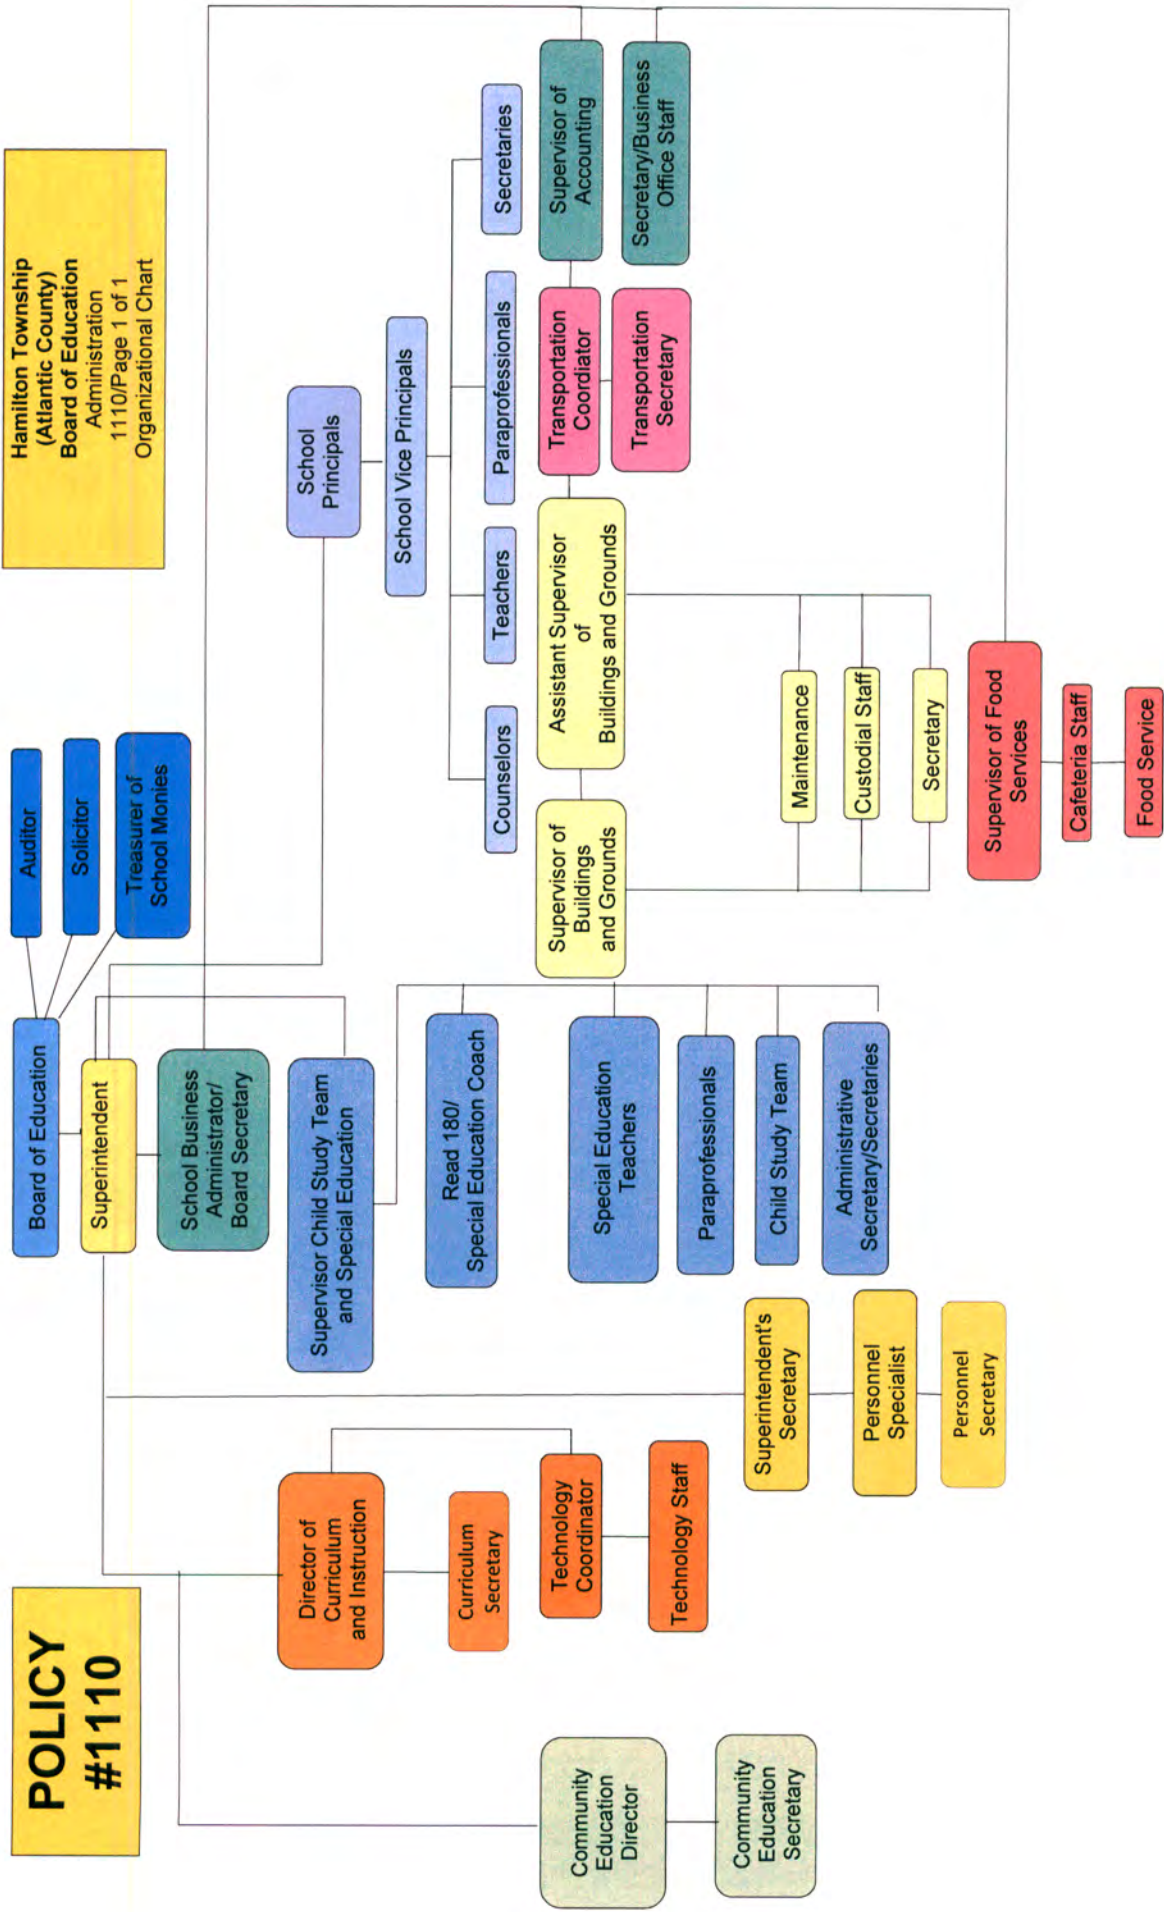 POLICY
#1110
Hamilton Township
(Atlantic County)
Board of Education
Administration
1110/Page 1 of 1
Organizational Chart
Board of Education
Auditor
Solicitor
Treasurer of
School Monies
Superintendent
School Business
Administrator/
Board Secretary
School
Principals
School Vice Principals
Counselors
Teachers
Paraprofessionals
Secretaries
Director of
Curriculum
and Instruction
Curriculum
Secretary
Technology
Coordinator
Technology Staff
Community
Education
Director
Community
Education
Secretary
Supervisor Child Study Team
and Special Education
Read 180/
Special Education Coach
Special Education
Teachers
Paraprofessionals
Child Study Team
Administrative
Secretary/Secretaries
Superintendent's
Secretary
Personnel
Specialist
Personnel
Secretary
Supervisor of
Buildings
and Grounds
Assistant Supervisor
of
Buildings and Grounds
Maintenance
Custodial Staff
Secretary
Transportation
Coordiator
Transportation
Secretary
Supervisor of
Accounting
Secretary/Business
Office Staff
Supervisor of Food
Services
Cafeteria Staff
Food Service